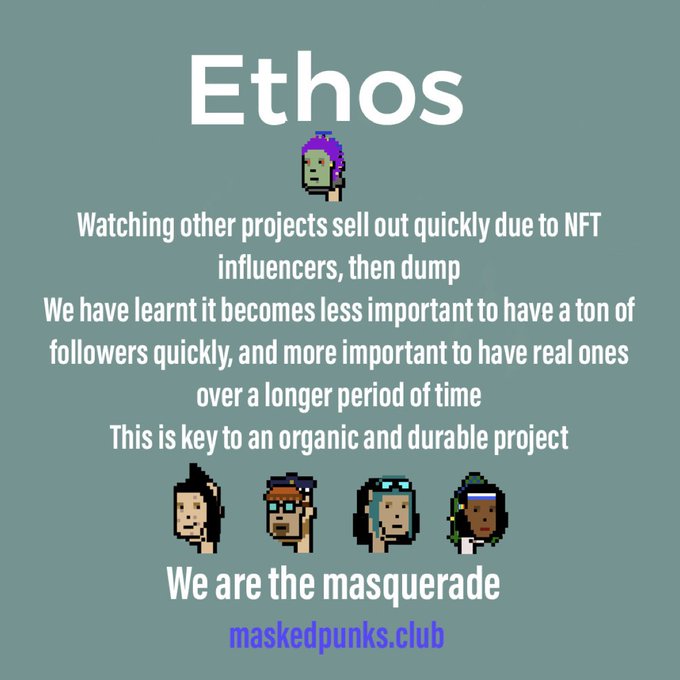 Ethos
Watching other projects sell out quickly due to NFT
influencers, then dump
We have learnt it becomes less important to have a ton of
followers quickly, and more important to have real ones
over a longer period of time
This is key to an organic and durable project
We are the masquerade
maskedpunks.club